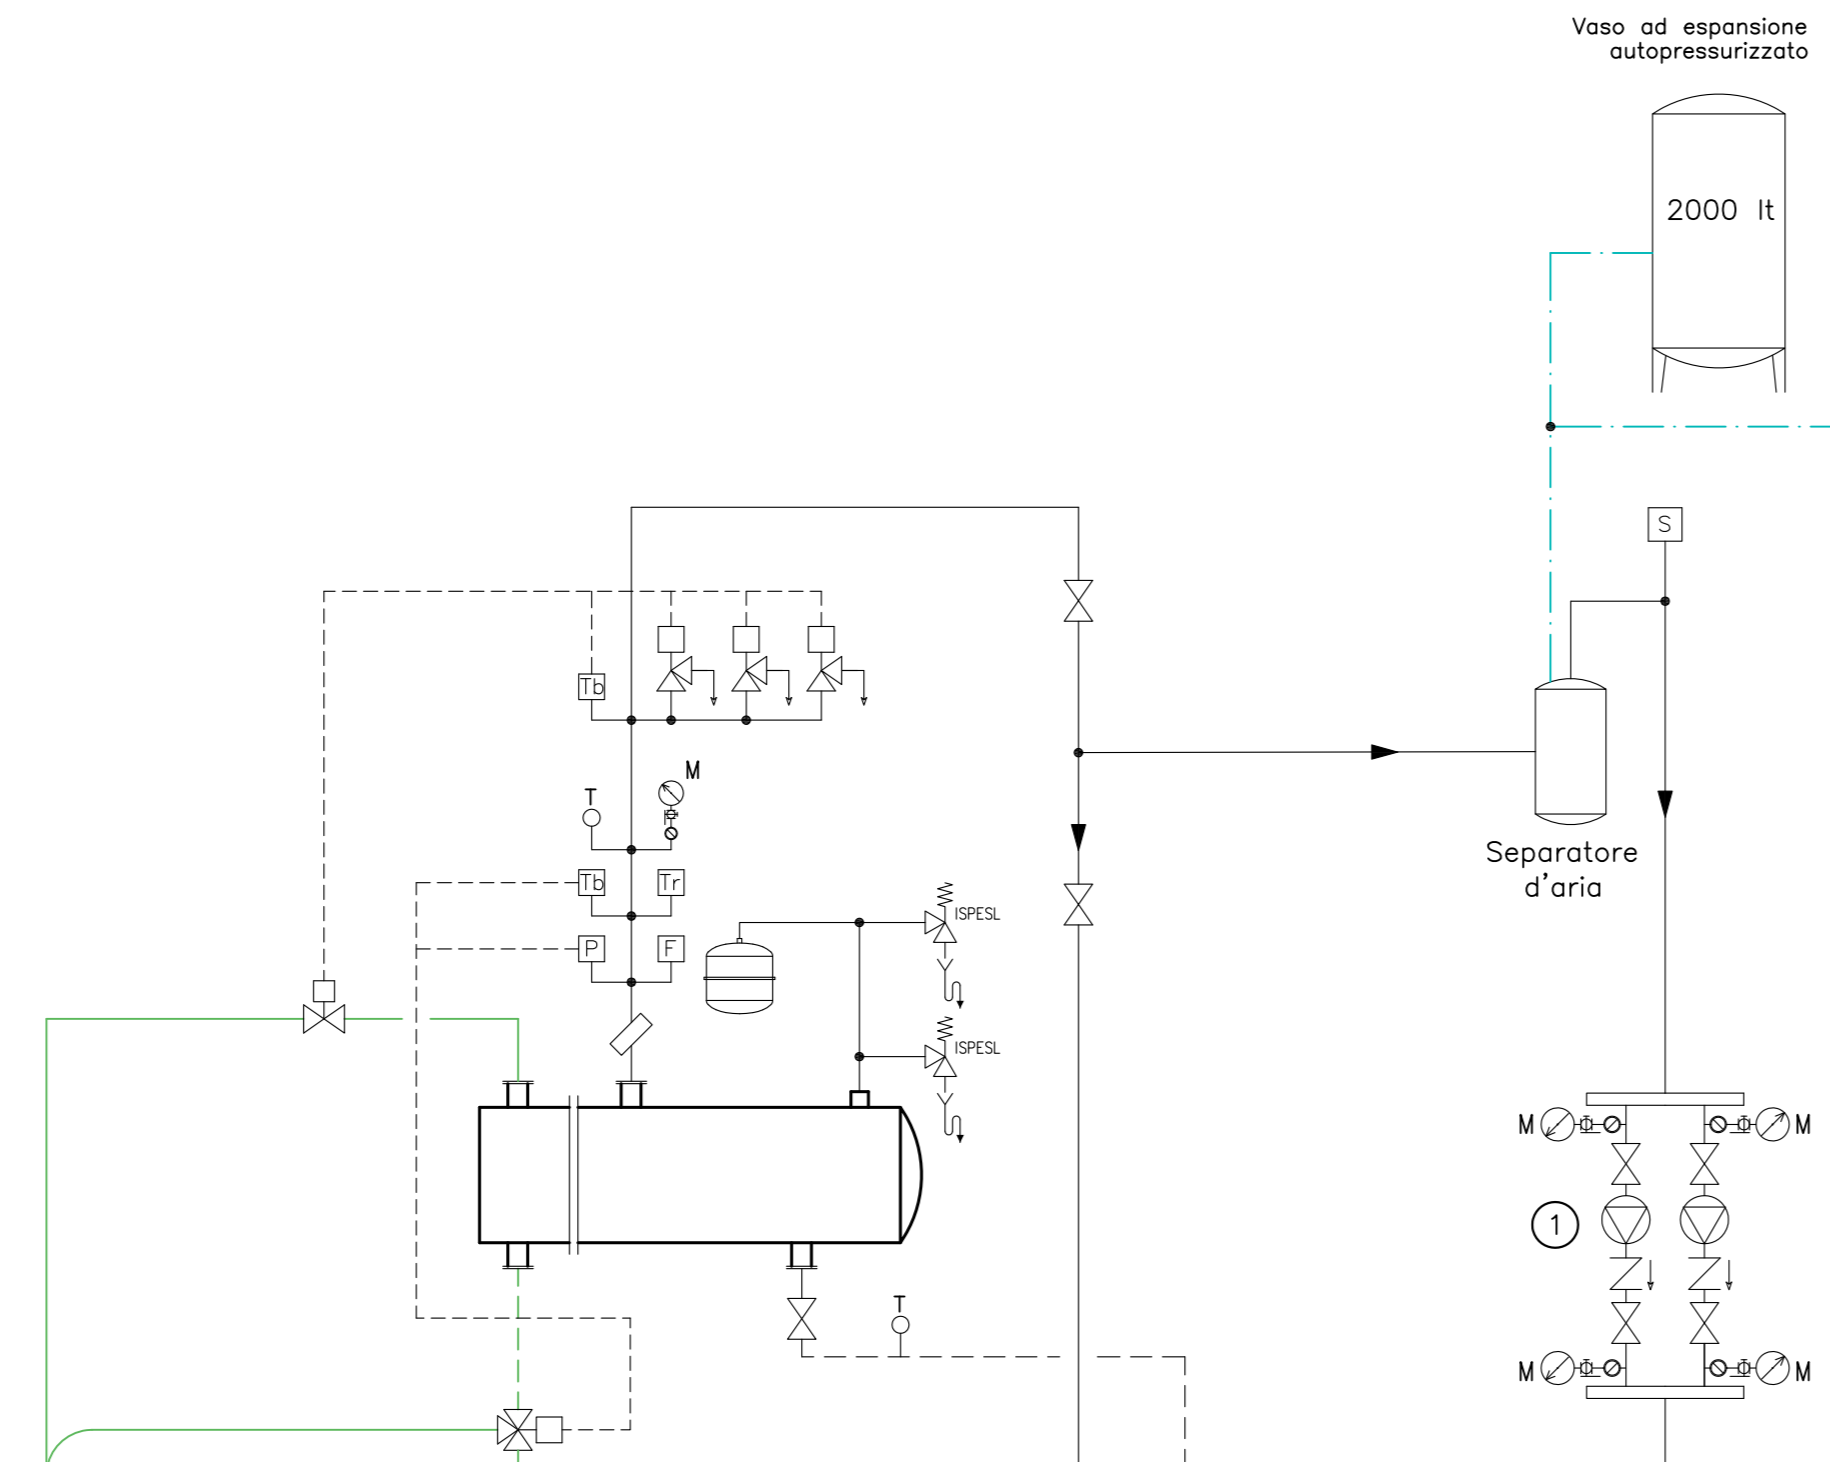 Vaso ad espansione
autopressurizzato
2000 lt
S
Tb
M
T
Tb
Tr
P
F
ISPESL
ISPESL
Separatore
d'aria
M
M
1
T
M
M